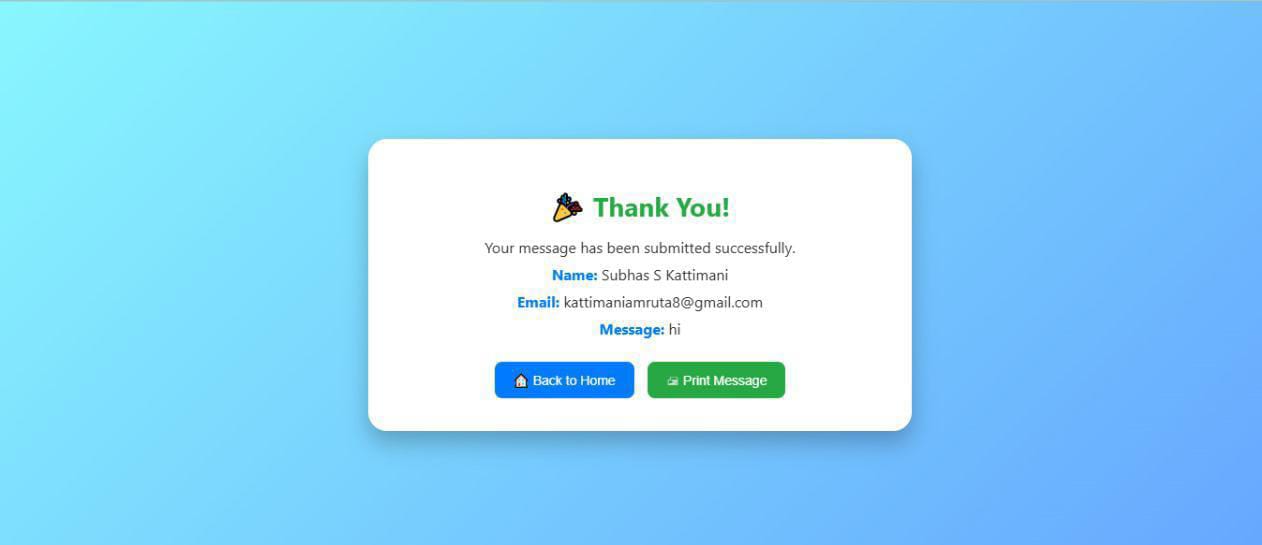 Thank You!
Your message has been submitted successfully.
Name: Subhas S Kattimani
Email: kattimaniamruta8@gmail.com
Message: hi
Back to Home
Print Message